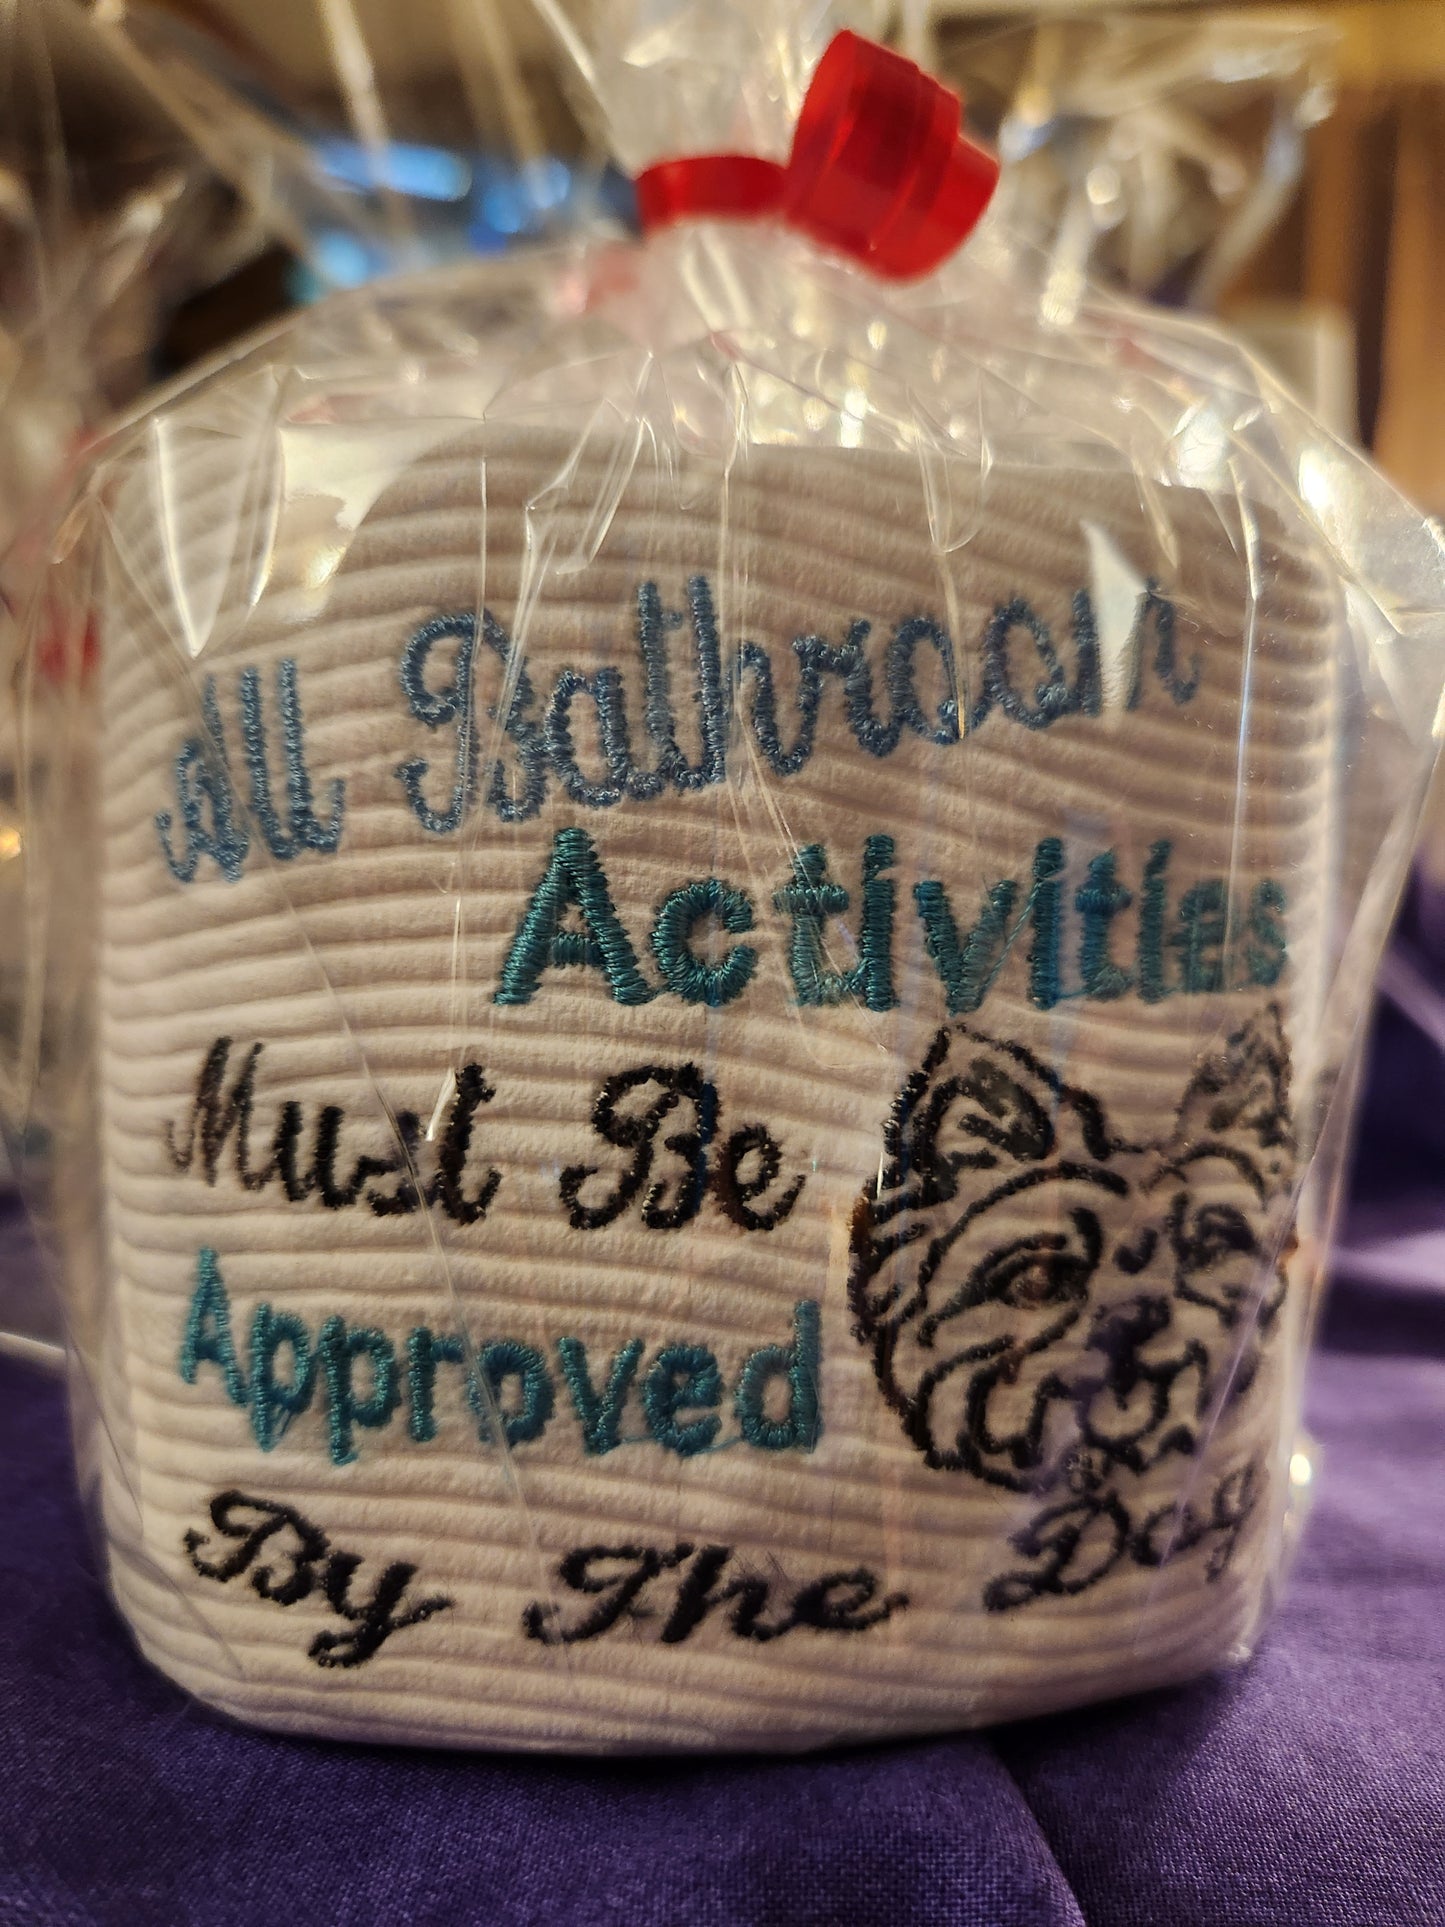 All Bathroom
Activities
Must Be
Approved
By The Dog